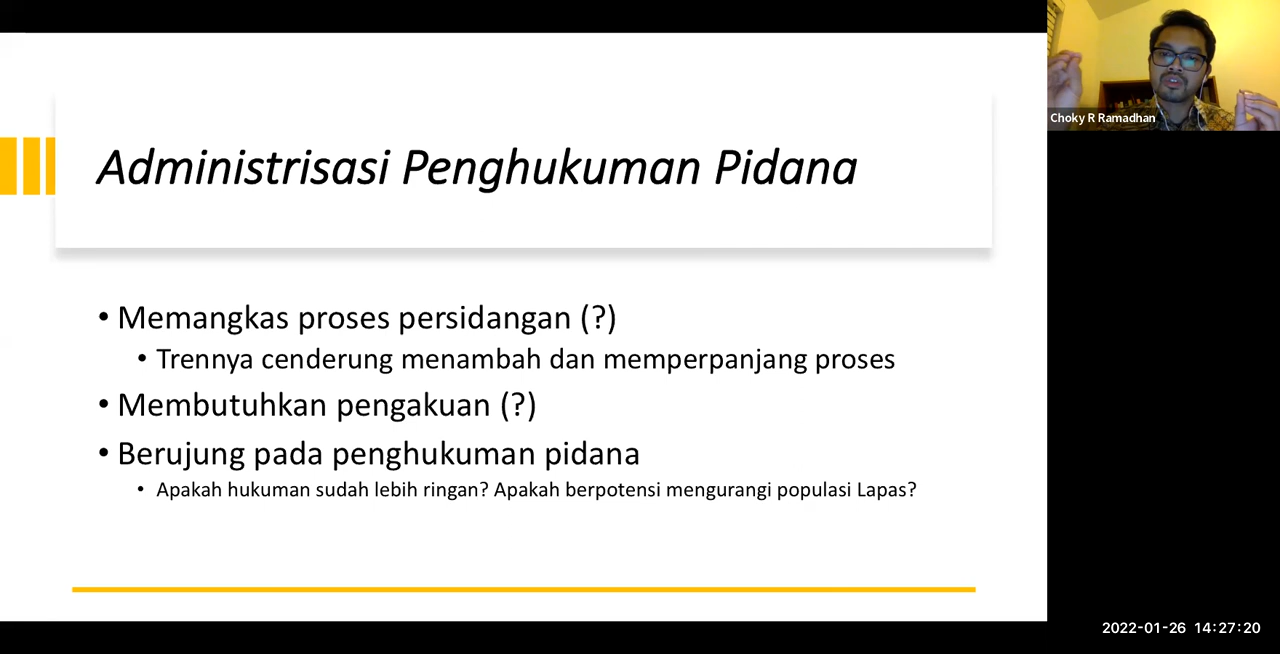 Choky R Ramadhan
Administrisasi Penghukuman Pidana
• Memangkas proses persidangan (?)
• Trennya cenderung menambah dan memperpanjang proses
• Membutuhkan pengakuan (?)
• Berujung pada penghukuman pidana
• Apakah hukuman sudah lebih ringan? Apakah berpotensi mengurangi populasi Lapas?
2022-01-26 14:27:20